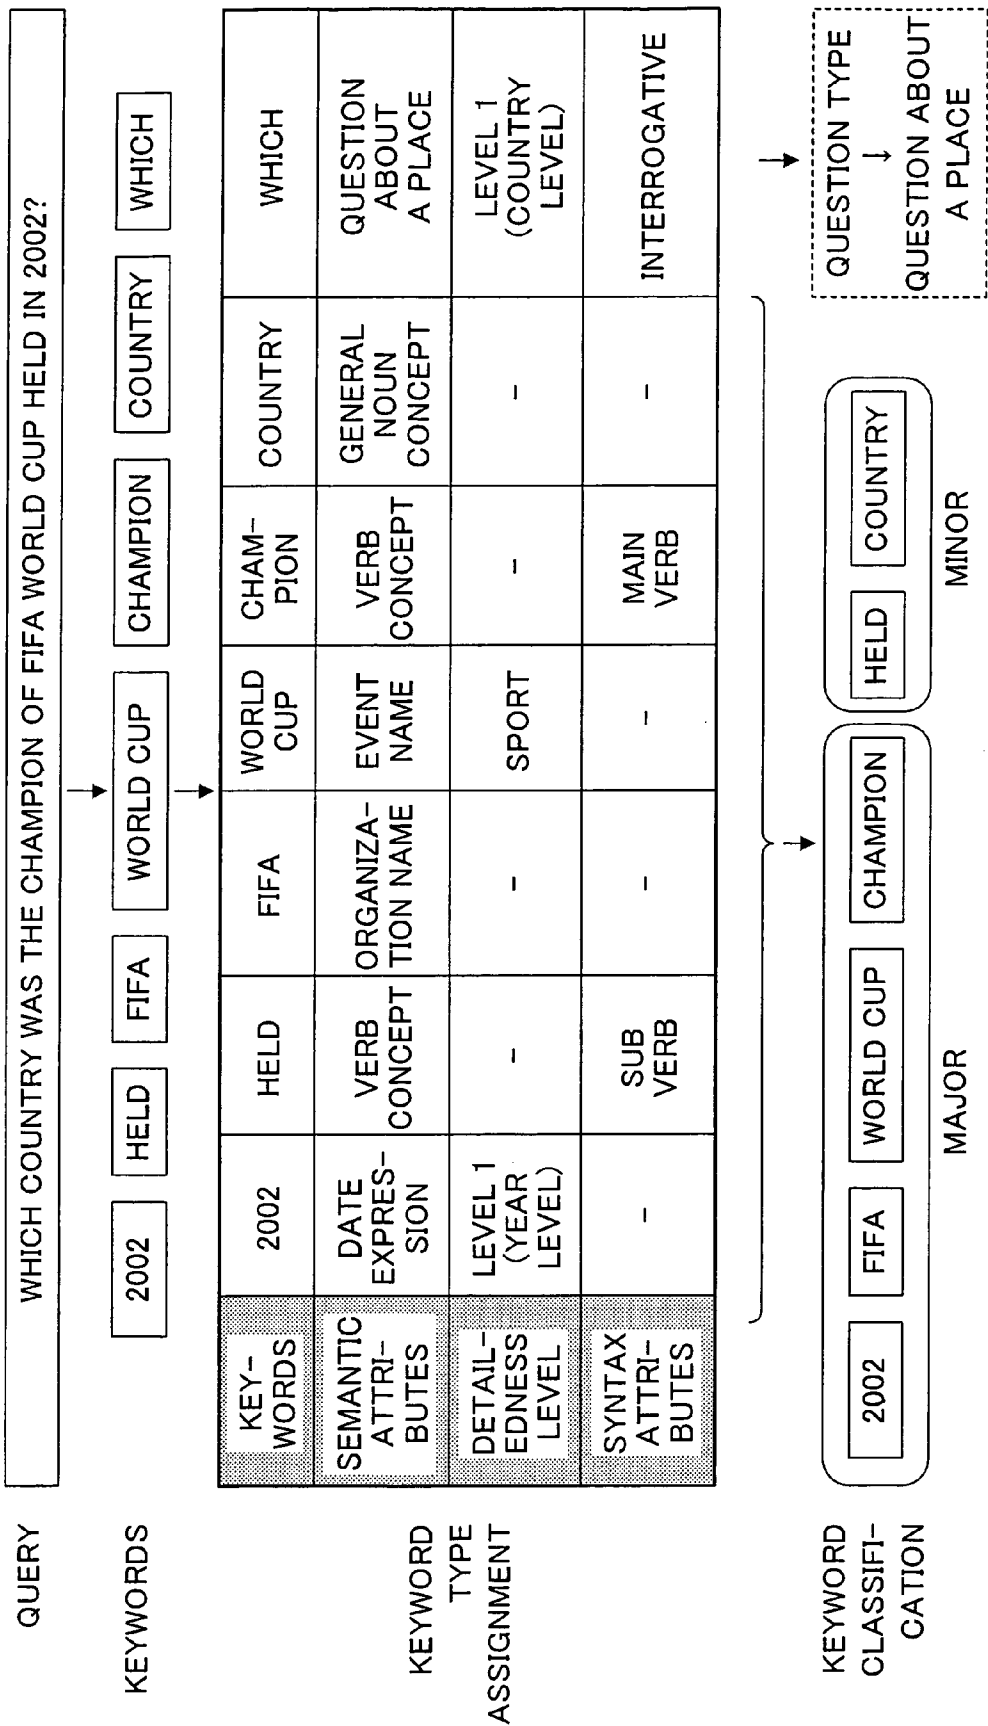 QUERY
WHICH COUNTRY WAS THE CHAMPION OF FIFA WORLD CUP HELD IN 2002?
KEYWORDS
2002
HELD
FIFA
WORLD CUP
CHAMPION
COUNTRY
WHICH
KEYWORD
TYPE
ASSIGNMENT
KEY-
WORDS
2002
HELD
FIFA
WORLD
CUP
CHAM-
PION
COUNTRY
WHICH
SEMANTIC
ATTRI-
BUTES
DATE
EXPRES-
SION
VERB
CONCEPT
ORGANIZA-
TION NAME
EVENT
NAME
VERB
CONCEPT
GENERAL
NOUN
CONCEPT
QUESTION
ABOUT
A PLACE
DETAIL-
EDNESS
LEVEL
LEVEL 1
(YEAR
LEVEL)
-
-
SPORT
-
-
LEVEL 1
(COUNTRY
LEVEL)
SYNTAX
ATTRI-
BUTES
-
SUB
VERB
-
-
MAIN
VERB
-
INTERROGATIVE
KEYWORD
CLASSIFI-
CATION
2002
FIFA
WORLD CUP
CHAMPION
MAJOR
HELD
COUNTRY
MINOR
QUESTION TYPE
↓
QUESTION ABOUT
A PLACE